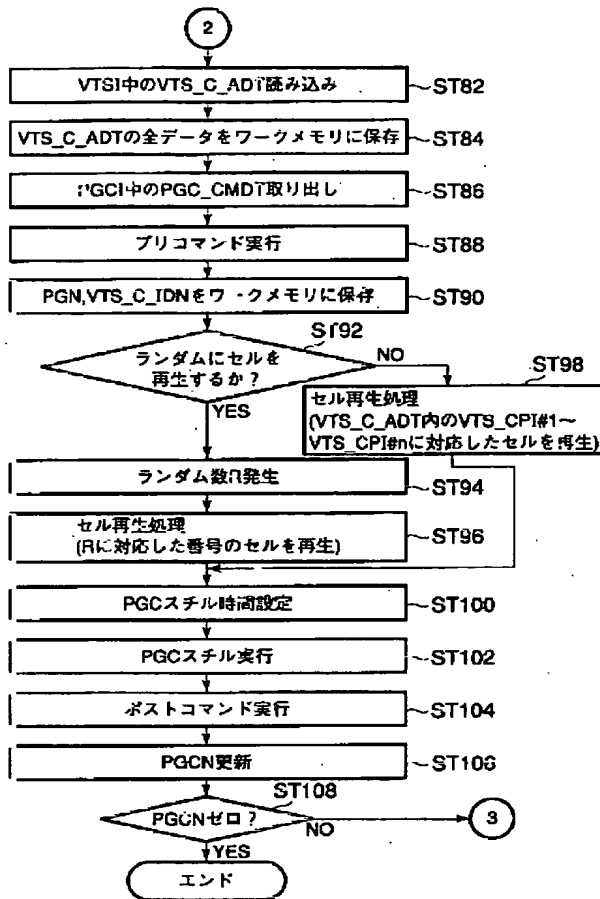 2
VTSI中のVTS_C_ADT読み込み
ST82
VTS_C_ADTの全データをワークメモリに保存
ST84
PGCI中のPGC_CMDT取り出し
ST86
プリコマンド実行
ST88
PGN,VTS_C_IDNをワークメモリに保存
ST90
ST92
ランダムにセルを
再生するか？
NO
YES
ST98
セル再生処理
(VTS_C_ADT内のVTS_CPI#1～
VTS_CPI#nに対応したセルを再生)
ランダム数R発生
ST94
セル再生処理
(Rに対応した番号のセルを再生)
ST96
PGCスチル時間設定
ST100
PGCスチル実行
ST102
ポストコマンド実行
ST104
PGCN更新
ST106
ST108
PGCNゼロ？
NO
3
YES
エンド